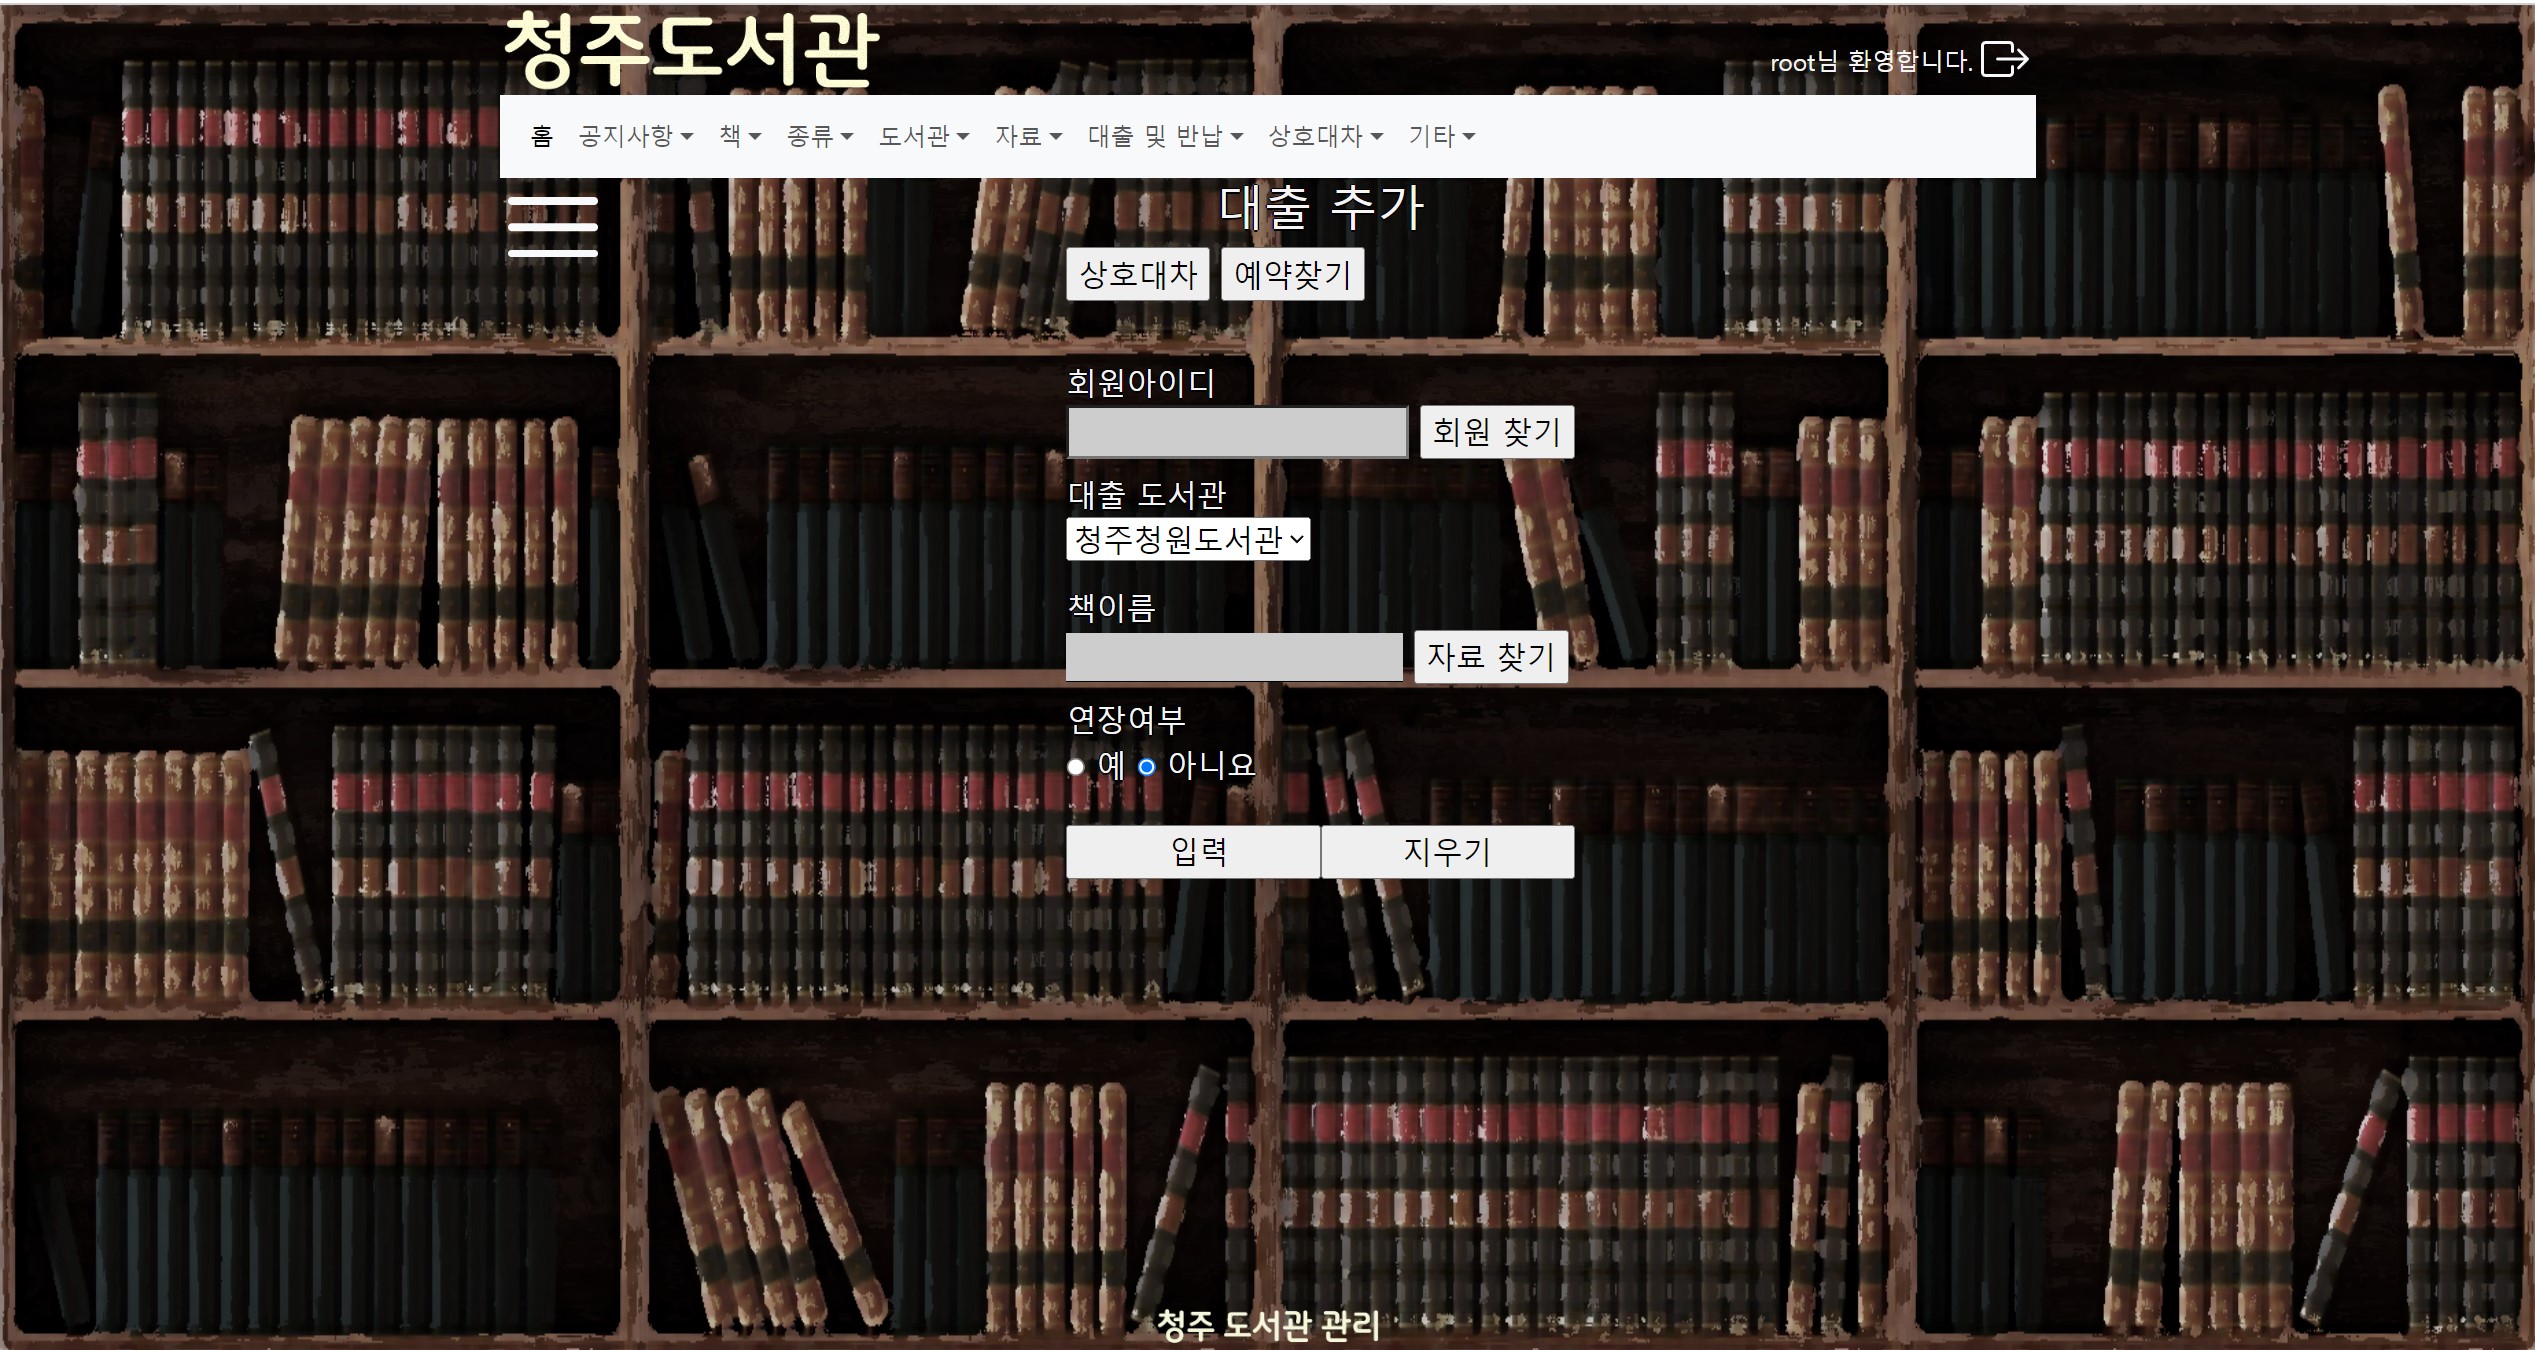 청주도서관
root님 환영합니다.
홈 공지사항 책 종류 도서관 자료 대출 및 반납 상호대차 기타
대출 추가
상호대차 예약찾기
회원아이디
회원 찾기
대출 도서관
청주청원도서관
책이름
자료 찾기
연장여부
예 아니요
입력 지우기
청주 도서관 관리